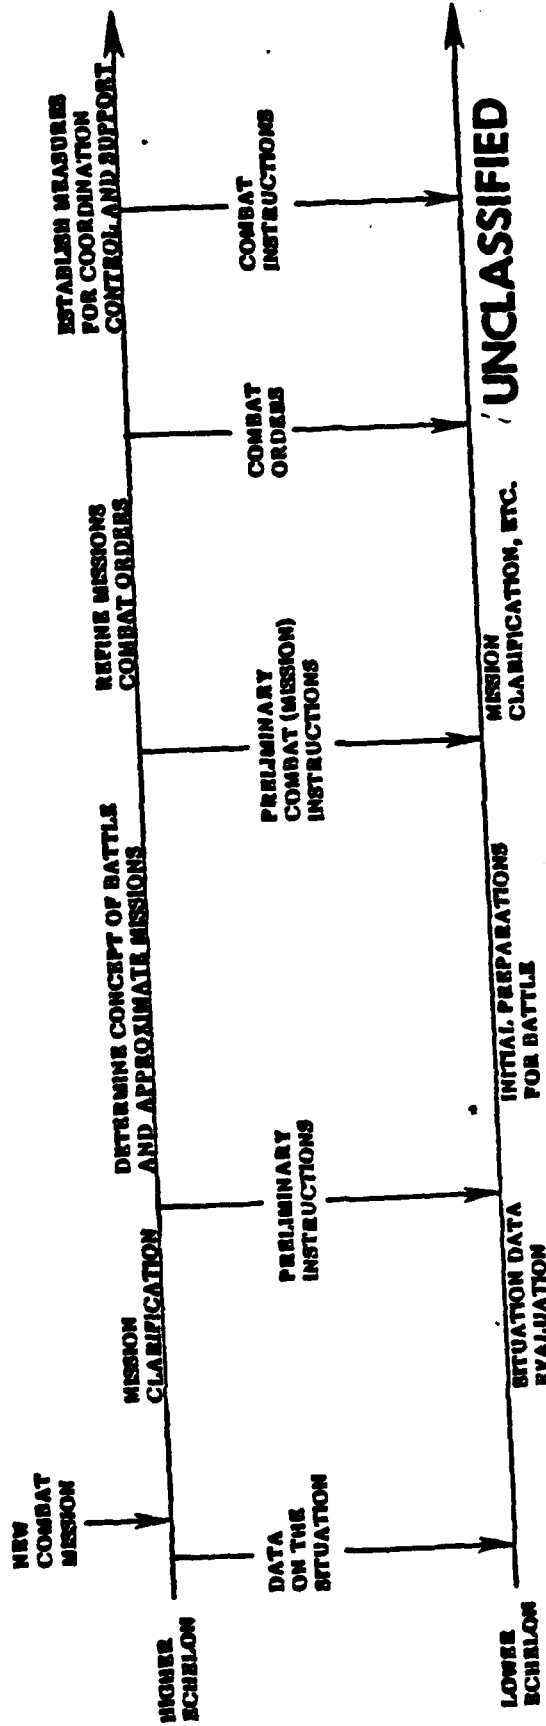 NEW
COMBAT
MISSION
HIGHER
ECHELON
MISSION
CLARIFICATION
DETERMINE CONCEPT OF BATTLE
AND APPROXIMATE MISSIONS
REFINE MISSIONS
COMBAT ORDERS
ESTABLISH MEASURES
FOR COORDINATION
CONTROL AND SUPPORT
DATA
ON THE
SITUATION
PRELIMINARY
INSTRUCTIONS
PRELIMINARY
COMBAT (MISSION)
INSTRUCTIONS
COMBAT
ORDERS
COMBAT
INSTRUCTIONS
LOWER
ECHELON
SITUATION DATA
EVALUATION
INITIAL PREPARATIONS
FOR BATTLE
MISSION
CLARIFICATION, ETC.
UNCLASSIFIED